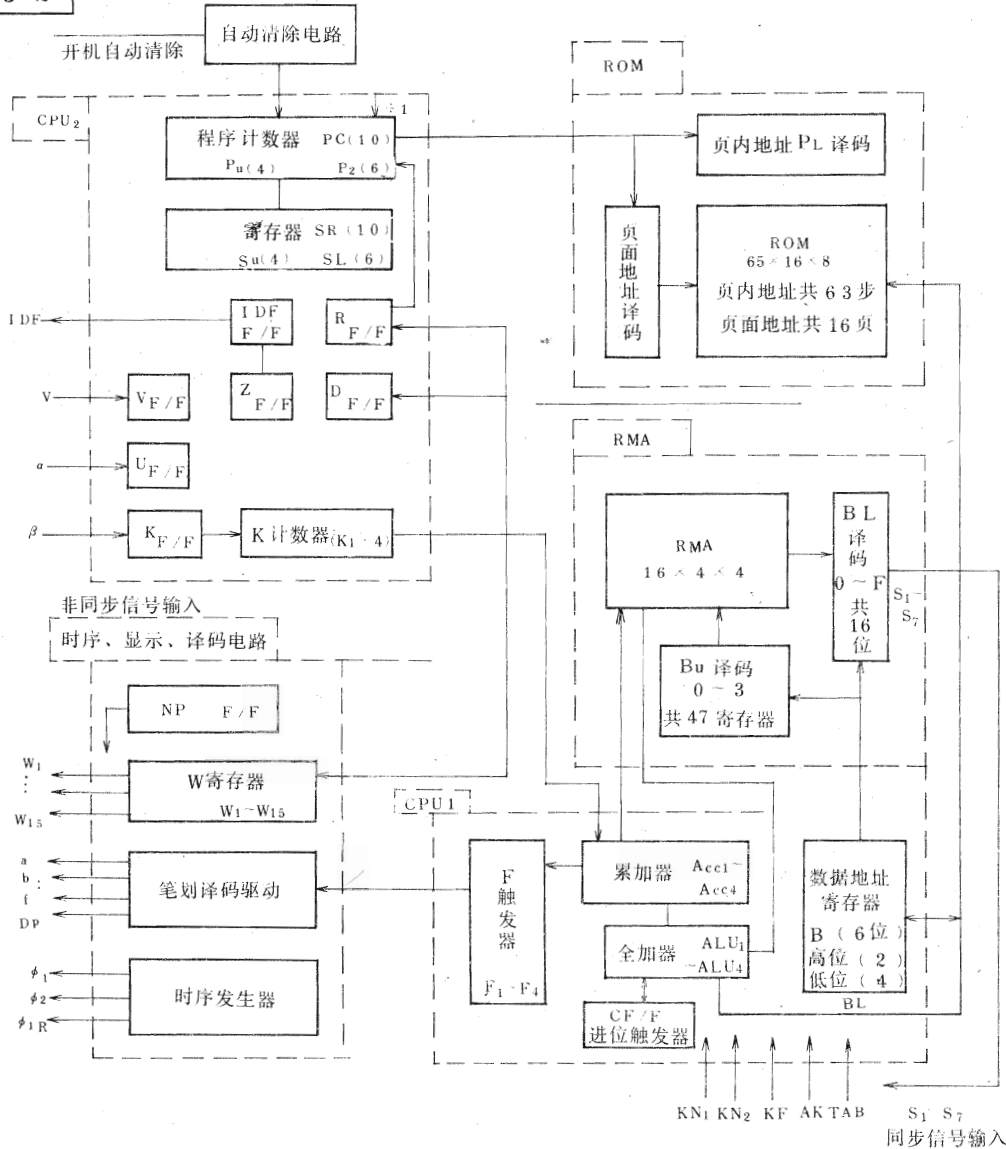 自动清除电路
开机自动清除
CPU₂
÷1
程序计数器 PC(10)
Pu(4) P₂(6)
寄存器 SR(10)
Su(4) SL(6)
IDF
IDF
F/F
R
F/F
V
V F/F
Z
F/F
D
F/F
α
U F/F
β
K F/F
K计数器(K₁-4)
ROM
页内地址PL译码
页面地址译码
ROM
65×16×8
页内地址共63步
页面地址共16页
RMA
RMA
16×4×4
BL
译码
0~F
共
16
位
S₁~
S₇
Bu译码
0~3
共47寄存器
非同步信号输入
时序、显示、译码电路
NP F/F
W₁
⋮
W₁₅
W寄存器
W₁~W₁₅
a
b
:
f
DP
笔划译码驱动
φ₁
φ₂
φ₁R
时序发生器
CPU1
F
触发器
F₁-F₄
累加器 Acc1~
Acc4
全加器 ALU₁
~ALU₄
CF/F
进位触发器
数据地址
寄存器
B(6位)
高位(2)
低位(4)
BL
KN₁ KN₂ KF AK TAB S₁ S₇
同步信号输入